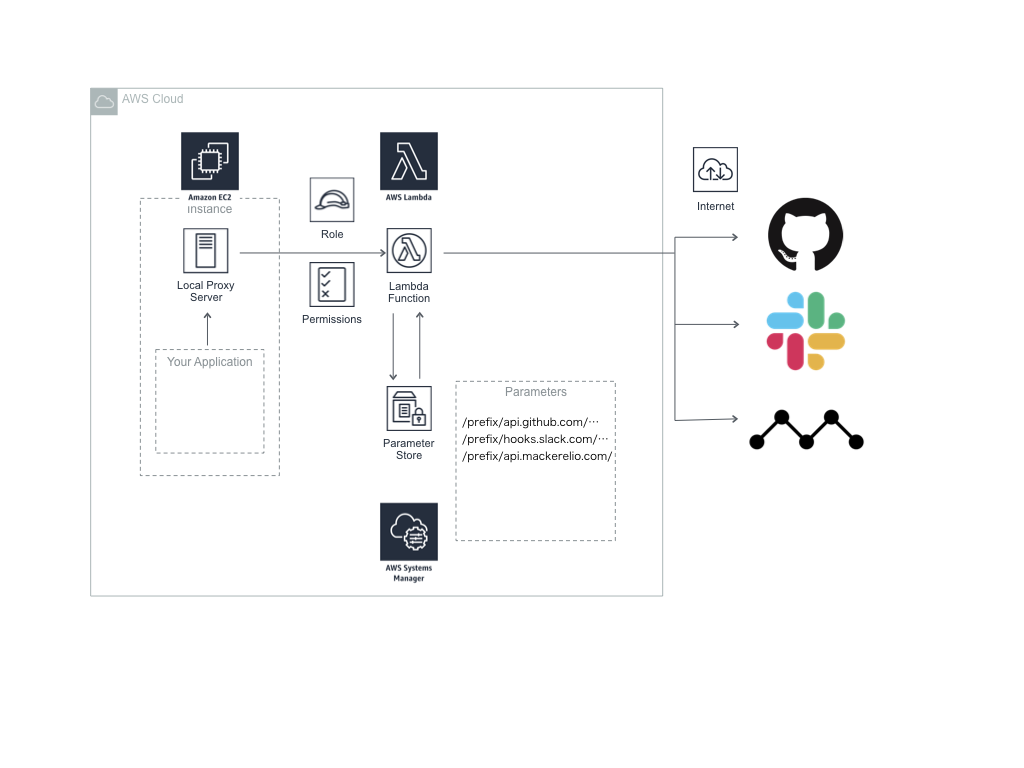 AWS Cloud
Amazon EC2
Instance
Local Proxy
Server
Your Application
Role
Permissions
AWS Lambda
Lambda
Function
Parameter
Store
AWS Systems
Manager
Parameters
/prefix/api.github.com/⋯
/prefix/hooks.slack.com/⋯
/prefix/api.mackerelio.com/
Internet